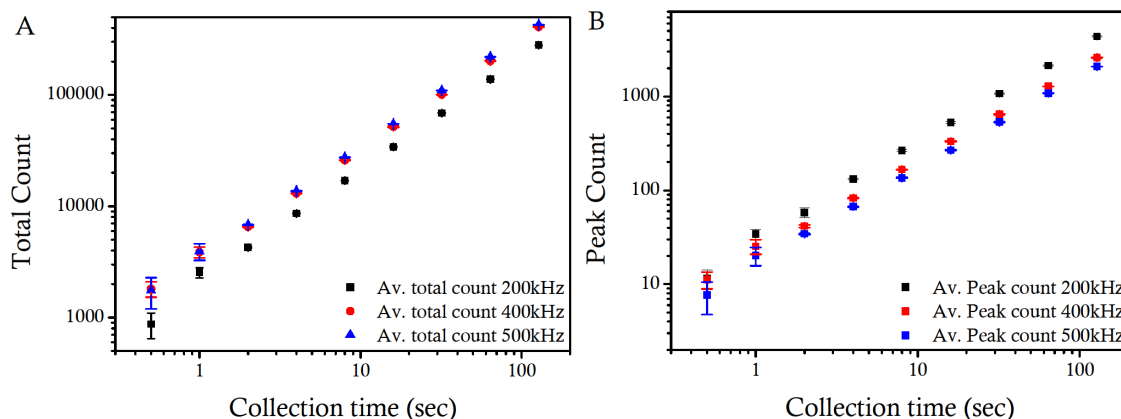 A
Total Count
100000
10000
1000
Av. total count 200kHz
Av. total count 400kHz
Av. total count 500kHz
1
10
100
Collection time (sec)
B
Peak Count
1000
100
10
Av. Peak count 200kHz
Av. Peak count 400kHz
Av. Peak count 500kHz
1
10
100
Collection time (sec)